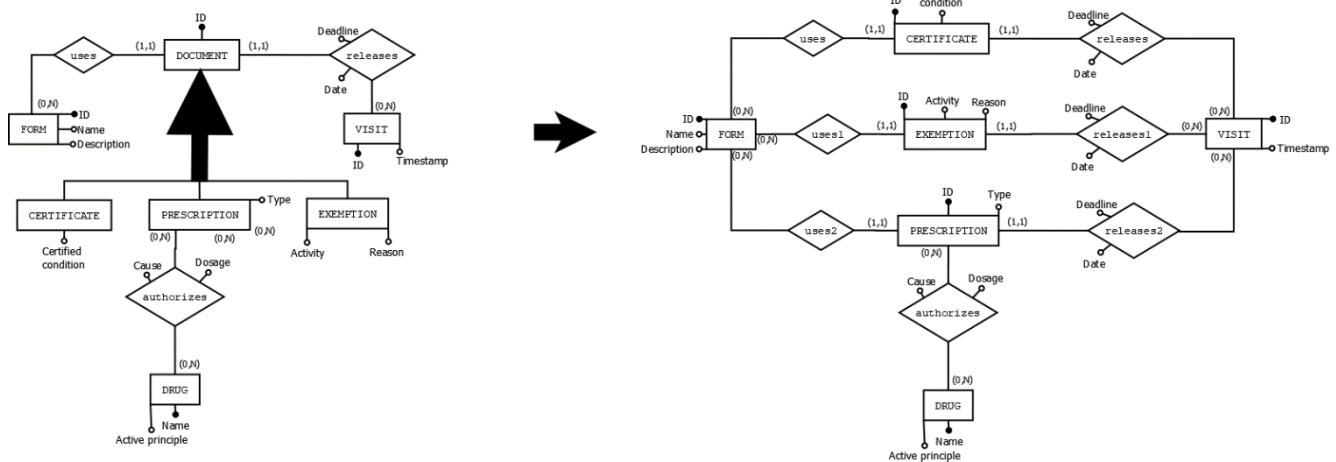 ID
Deadline
uses
(1,1)
DOCUMENT
(1,1)
releases
Date
(0,N)
ID
FORM
Name
Description
(0,N)
VISIT
Timestamp
ID
CERTIFICATE
PRESCRIPTION
Type
EXEMPTION
(0,N)
(0,N)
(0,N)
Certified
condition
Activity
Reason
Cause
Dosage
authorizes
(0,N)
DRUG
Name
Active principle
ID
condition
Deadline
uses
(1,1)
CERTIFICATE
(1,1)
releases
Date
(0,N)
(0,N)
ID
Activity
Reason
Deadline
ID
Name
FORM
Description
(0,N)
(0,N)
uses1
(1,1)
EXEMPTION
(1,1)
releases1
(0,N)
VISIT
ID
Timestamp
(0,N)
Date
ID
Type
Deadline
uses2
(1,1)
PRESCRIPTION
(1,1)
releases2
(0,N)
Date
Cause
Dosage
authorizes
(0,N)
DRUG
Name
Active principle